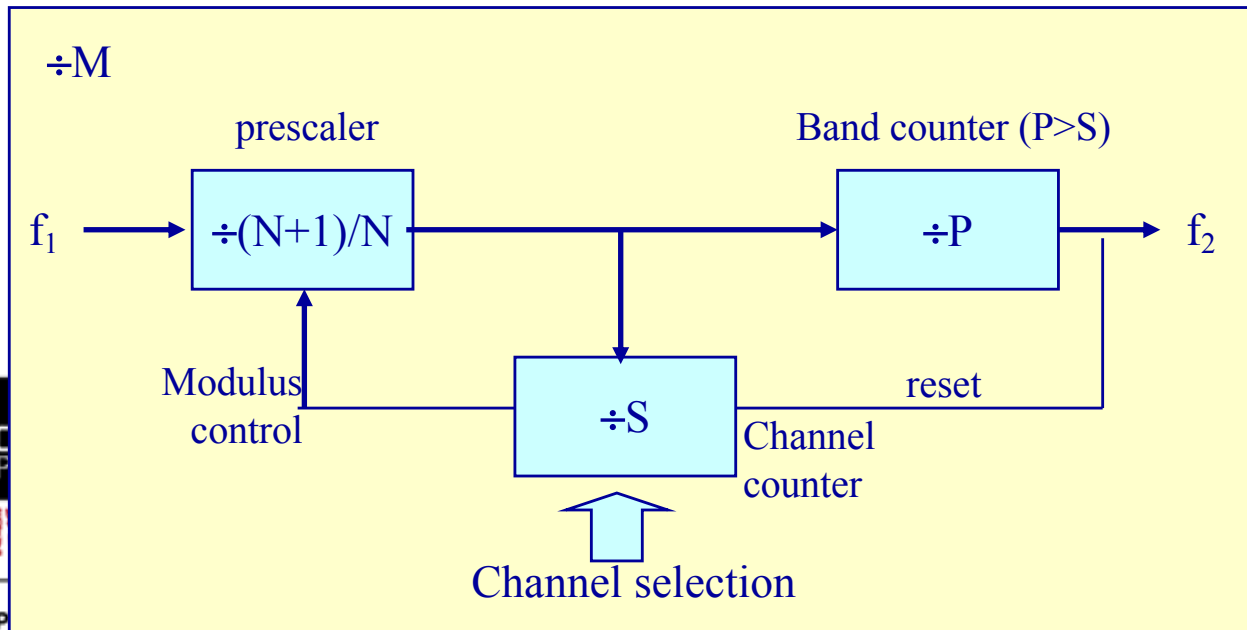 ÷M
prescaler
Band counter (P>S)
f₁
÷(N+1)/N
÷P
f₂
Modulus
control
÷S
reset
Channel
counter
Channel selection